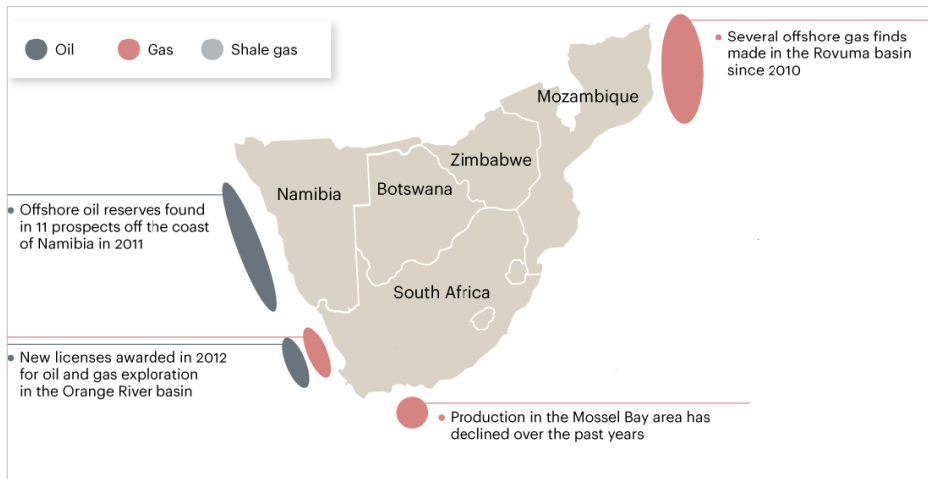 Oil
Gas
Shale gas
Several offshore gas finds
made in the Rovuma basin
since 2010
Mozambique
Zimbabwe
Namibia
Botswana
Offshore oil reserves found
in 11 prospects off the coast
of Namibia in 2011
South Africa
New licenses awarded in 2012
for oil and gas exploration
in the Orange River basin
Production in the Mossel Bay area has
declined over the past years